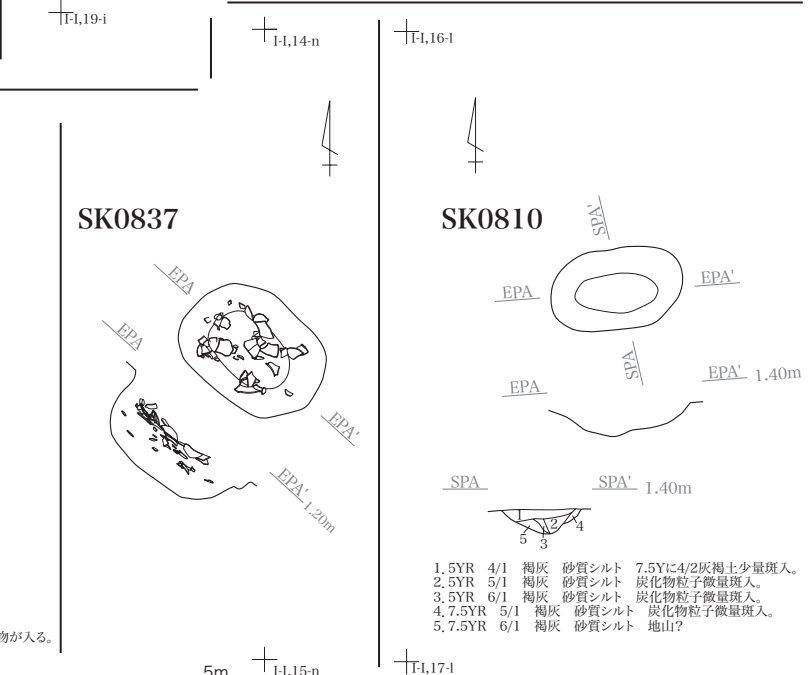 I-I,19-i
I-I,14-n
I-I,16-l
SK0837
EPA
EPA
EPA'
EPA'
1.20m
物が入る。
5m
I-I,15-n
SK0810
SPA'
EPA
EPA'
SPA
EPA
EPA'
1.40m
SPA
SPA'
1.40m
1
2
4
5
3
1.5YR 4/1 褐灰 砂質シルト 7.5Yに4/2灰褐土少量斑入。
2.5YR 5/1 褐灰 砂質シルト 炭化物粒子微量斑入。
3.5YR 6/1 褐灰 砂質シルト 炭化物粒子微量斑入。
4.7.5YR 5/1 褐灰 砂質シルト 炭化物粒子微量斑入。
5.7.5YR 6/1 褐灰 砂質シルト 地山?
I-I,17-l